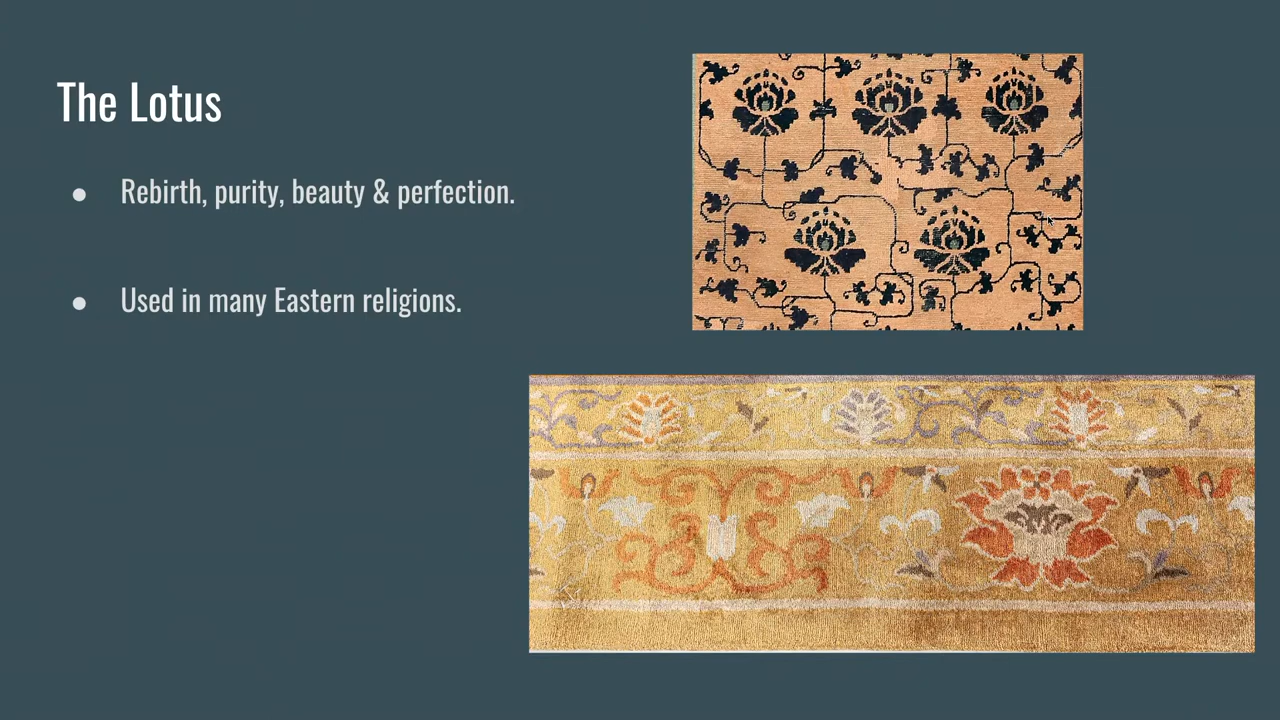 The Lotus
● Rebirth, purity, beauty & perfection.
● Used in many Eastern religions.